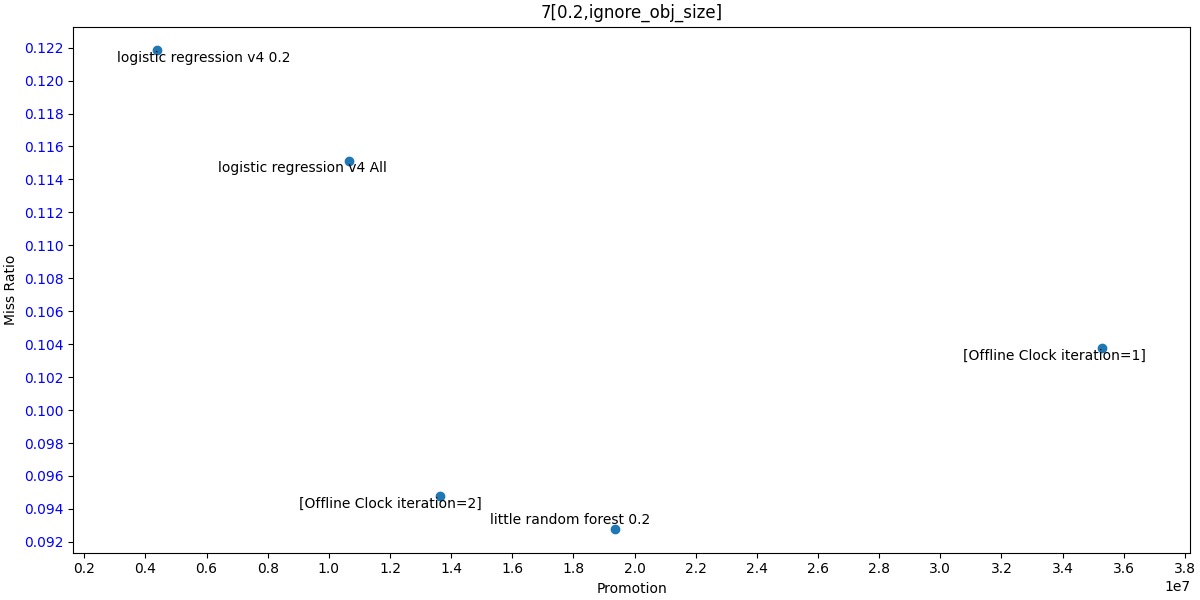 7[0.2,ignore_obj_size]
0.122
0.120
0.118
0.116
0.114
0.112
0.110
0.108
0.106
0.104
0.102
0.100
0.098
0.096
0.094
0.092
Miss Ratio
logistic regression v4 0.2
logistic regression v4 All
[Offline Clock iteration=1]
[Offline Clock iteration=2]
little random forest 0.2
0.2 0.4 0.6 0.8 1.0 1.2 1.4 1.6 1.8 2.0 2.2 2.4 2.6 2.8 3.0 3.2 3.4 3.6 3.8
1e7
Promotion